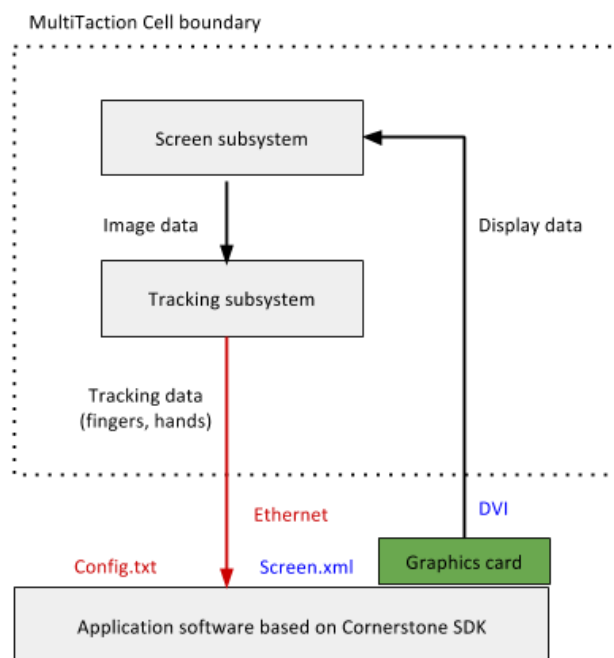 MultiTaction Cell boundary
Screen subsystem
Image data
Display data
Tracking subsystem
Tracking data
(fingers, hands)
Ethernet
DVI
Config.txt
Screen.xml
Graphics card
Application software based on Cornerstone SDK